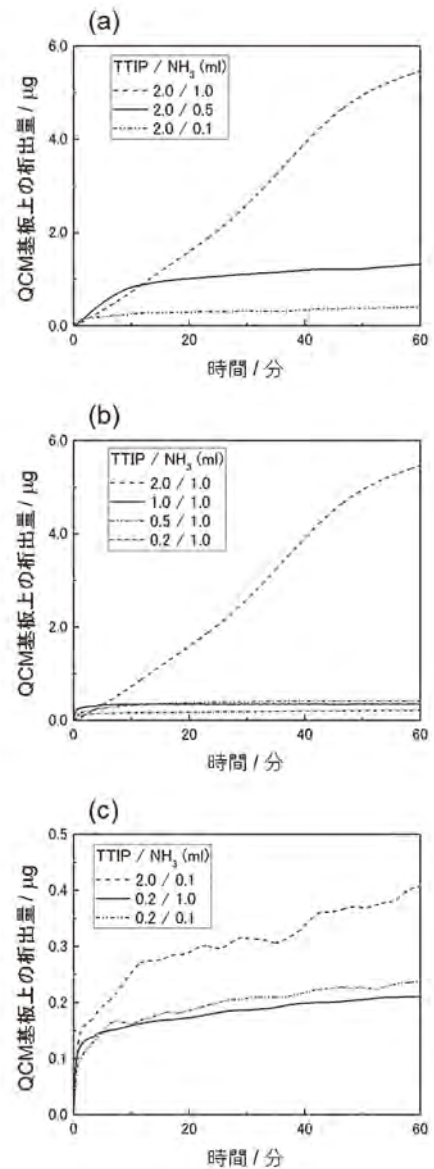 (a)
6.0
4.0
2.0
0.0
QCM基板上の析出量 / μg
TTIP / NH₃ (ml)
2.0 / 1.0
2.0 / 0.5
2.0 / 0.1
0 20 40 60
時間 / 分
(b)
6.0
4.0
2.0
0.0
QCM基板上の析出量 / μg
TTIP / NH₃ (ml)
2.0 / 1.0
1.0 / 1.0
0.5 / 1.0
0.2 / 1.0
0 20 40 60
時間 / 分
(c)
0.5
0.4
0.3
0.2
0.1
0.0
QCM基板上の析出量 / μg
TTIP / NH₃ (ml)
2.0 / 0.1
0.2 / 1.0
0.2 / 0.1
0 20 40 60
時間 / 分